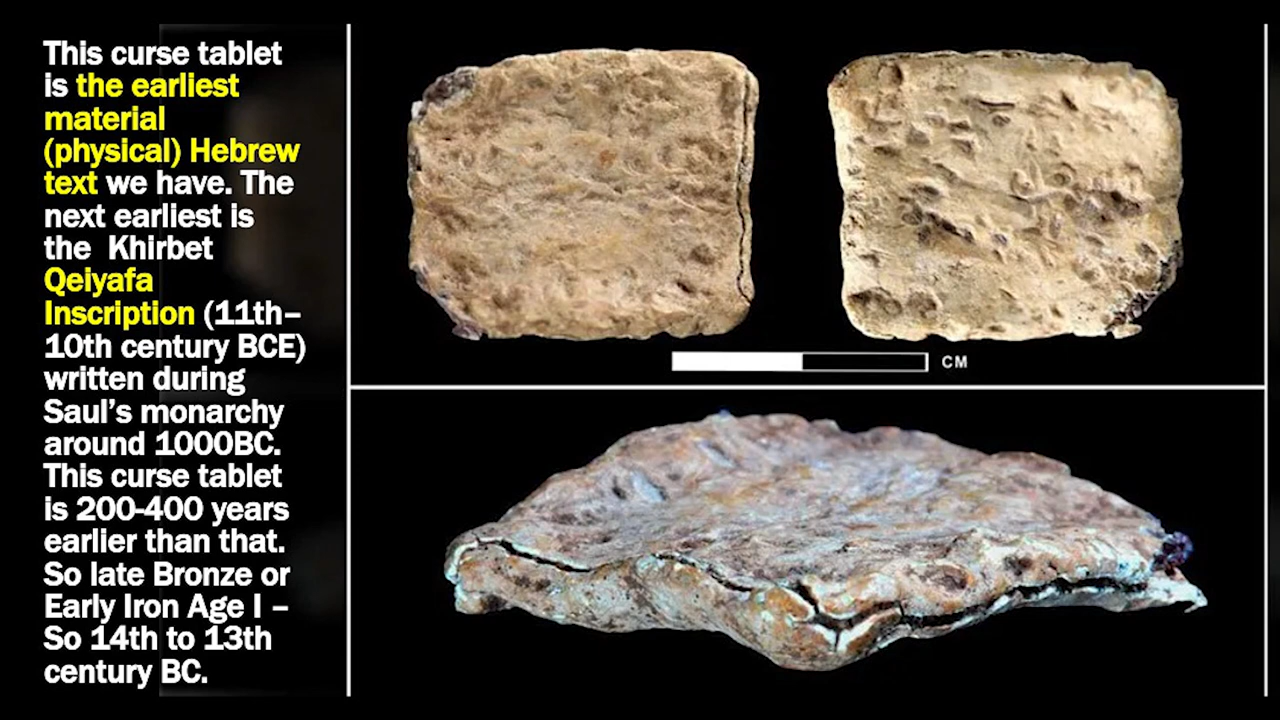 This curse tablet
is the earliest
material
(physical) Hebrew
text we have. The
next earliest is
the  Khirbet
Qeiyafa
Inscription (11th–
10th century BCE)
written during
Saul's monarchy
around 1000BC.
This curse tablet
is 200-400 years
earlier than that.
So late Bronze or
Early Iron Age I –
So 14th to 13th
century BC.
CM